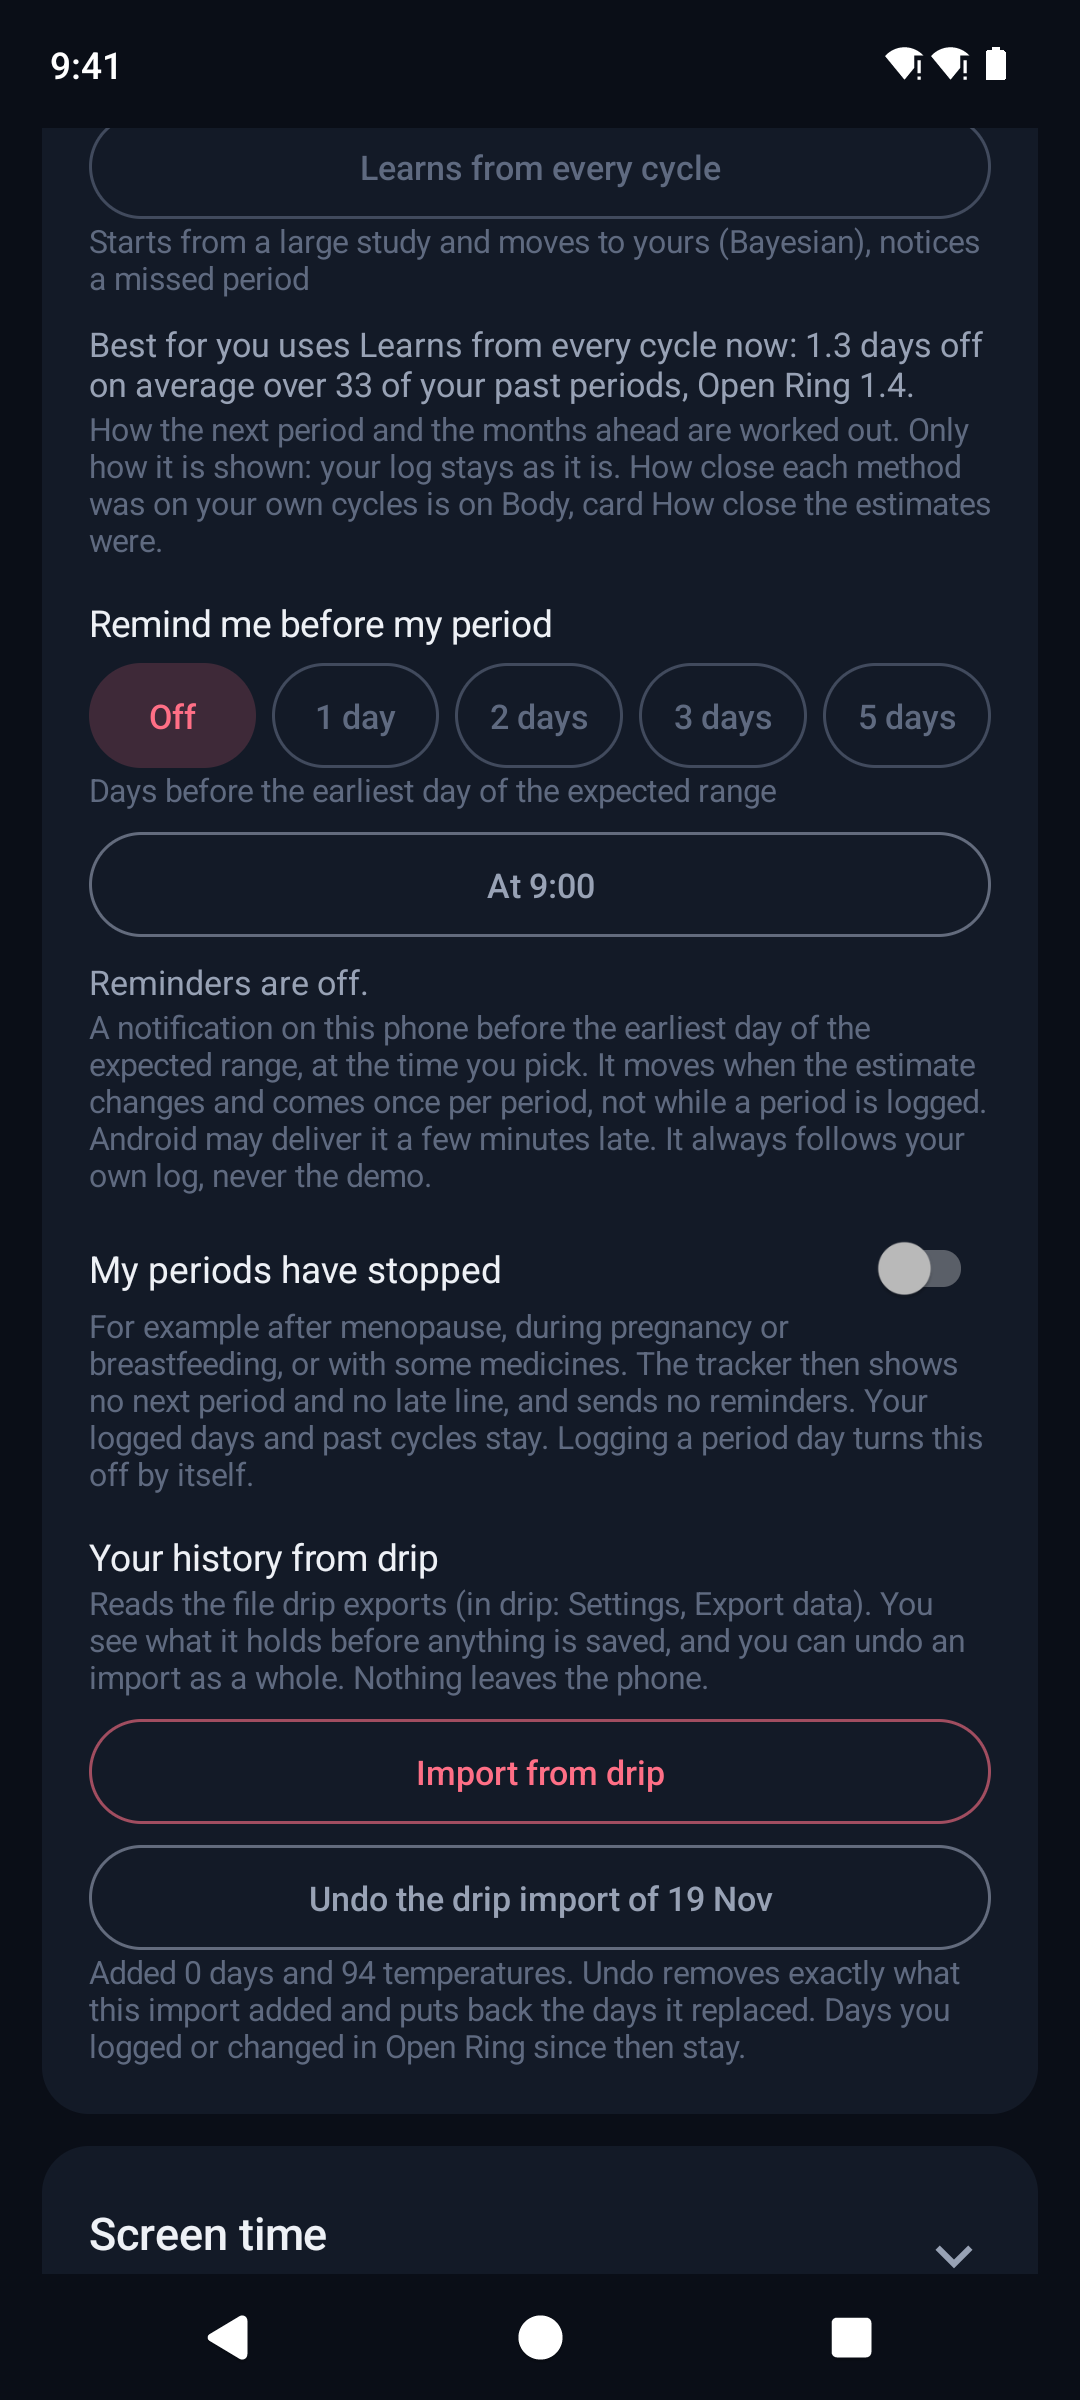 9:41
Learns from every cycle
Starts from a large study and moves to yours (Bayesian), notices
a missed period
Best for you uses Learns from every cycle now: 1.3 days off
on average over 33 of your past periods, Open Ring 1.4.
How the next period and the months ahead are worked out. Only
how it is shown: your log stays as it is. How close each method
was on your own cycles is on Body, card How close the estimates
were.
Remind me before my period
Off
1 day
2 days
3 days
5 days
Days before the earliest day of the expected range
At 9:00
Reminders are off.
A notification on this phone before the earliest day of the
expected range, at the time you pick. It moves when the estimate
changes and comes once per period, not while a period is logged.
Android may deliver it a few minutes late. It always follows your
own log, never the demo.
My periods have stopped
For example after menopause, during pregnancy or
breastfeeding, or with some medicines. The tracker then shows
no next period and no late line, and sends no reminders. Your
logged days and past cycles stay. Logging a period day turns this
off by itself.
Your history from drip
Reads the file drip exports (in drip: Settings, Export data). You
see what it holds before anything is saved, and you can undo an
import as a whole. Nothing leaves the phone.
Import from drip
Undo the drip import of 19 Nov
Added 0 days and 94 temperatures. Undo removes exactly what
this import added and puts back the days it replaced. Days you
logged or changed in Open Ring since then stay.
Screen time